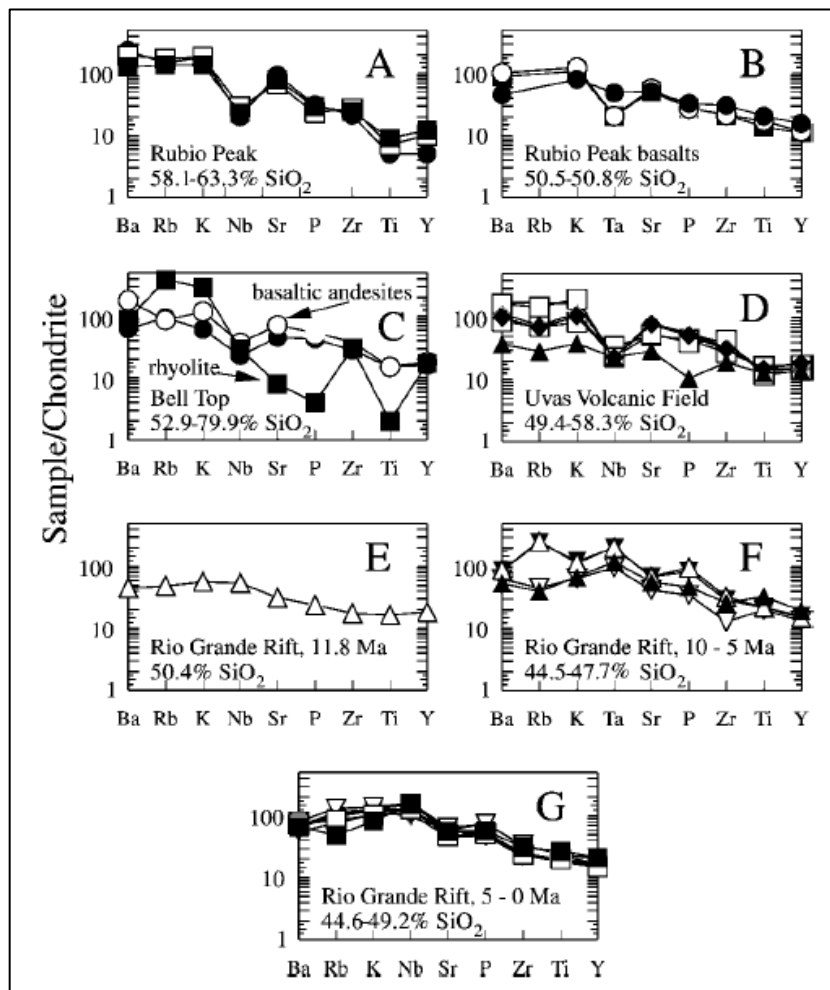 Sample/Chondrite
A
100
10
1
Rubio Peak
58.1-63.3% SiO2
Ba Rb K Nb Sr P Zr Ti Y
B
100
10
1
Rubio Peak basalts
50.5-50.8% SiO2
Ba Rb K Ta Sr P Zr Ti Y
C
100
10
1
basaltic andesites
rhyolite
Bell Top
52.9-79.9% SiO2
Ba Rb K Nb Sr P Zr Ti Y
D
100
10
1
Uvas Volcanic Field
49.4-58.3% SiO2
Ba Rb K Ta Nb Sr P Zr Ti Y
E
100
10
1
Rio Grande Rift, 11.8 Ma
50.4% SiO2
Ba Rb K Nb Sr P Zr Ti Y
F
100
10
1
Rio Grande Rift, 10 - 5 Ma
44.5-47.7% SiO2
Ba Rb K Ta Sr P Zr Ti Y
G
100
10
1
Rio Grande Rift, 5 - 0 Ma
44.6-49.2% SiO2
Ba Rb K Nb Sr P Zr Ti Y